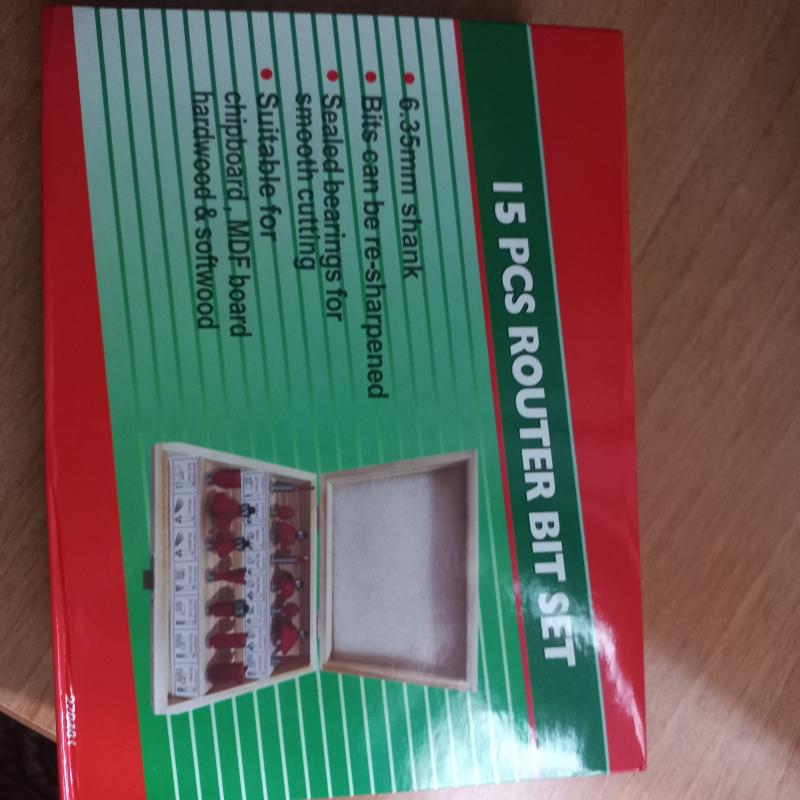 15 PCS ROUTER BIT SET
• 6.35mm shank
• Bits can be re-sharpened
• Sealed bearings for
smooth cutting
• Suitable for
chipboard , MDF board
hardwood & softwood